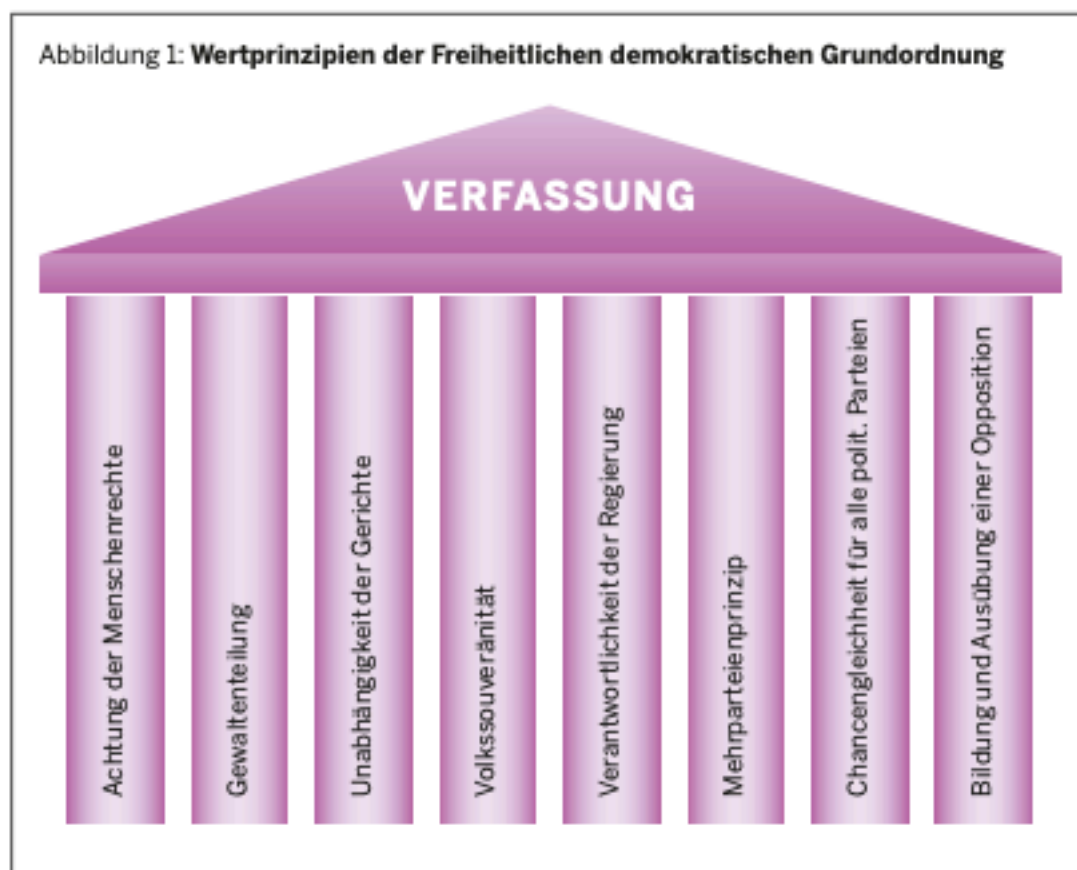 Abbildung 1: Wertprinzipien der Freiheitlichen demokratischen Grundordnung
VERFASSUNG
Achtung der Menschenrechte
Gewaltenteilung
Unabhängigkeit der Gerichte
Volkssouveränität
Verantwortlichkeit der Regierung
Mehrparteienprinzip
Chancengleichheit für alle polit. Parteien
Bildung und Ausübung einer Opposition